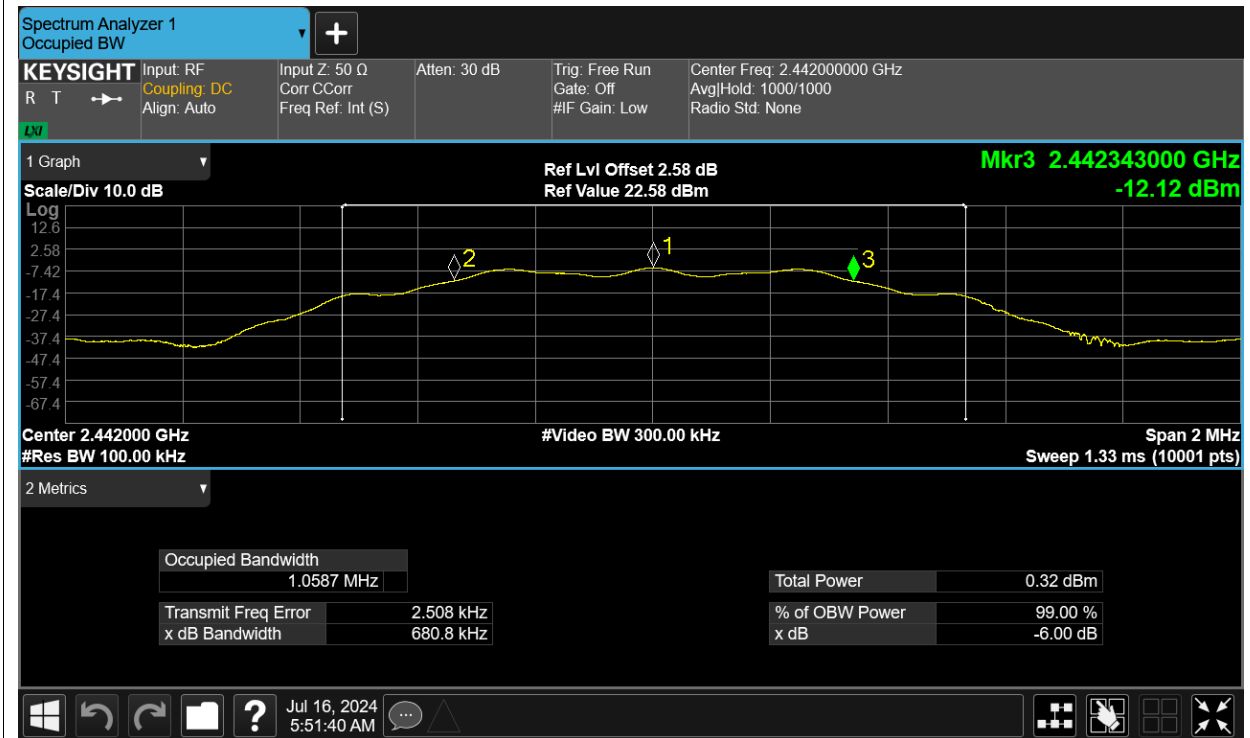 Spectrum Analyzer 1
Occupied BW
KEYSIGHT
R T
LXI
Input: RF
Coupling: DC
Align: Auto
Input Z: 50 Ω
Corr CCorr
Freq Ref: Int (S)
Atten: 30 dB
Trig: Free Run
Gate: Off
#IF Gain: Low
Center Freq: 2.442000000 GHz
Avg|Hold: 1000/1000
Radio Std: None
1 Graph
Scale/Div 10.0 dB
Ref Lvl Offset 2.58 dB
Ref Value 22.58 dBm
Mkr3 2.442343000 GHz
-12.12 dBm
Log
12.6
2.58
-7.42
-17.4
-27.4
-37.4
-47.4
-57.4
-67.4
2
1
3
Center 2.442000 GHz
#Res BW 100.00 kHz
#Video BW 300.00 kHz
Span 2 MHz
Sweep 1.33 ms (10001 pts)
2 Metrics
Occupied Bandwidth
1.0587 MHz
Transmit Freq Error 2.508 kHz
x dB Bandwidth 680.8 kHz
Total Power 0.32 dBm
% of OBW Power 99.00 %
x dB -6.00 dB
?
Jul 16, 2024
5:51:40 AM